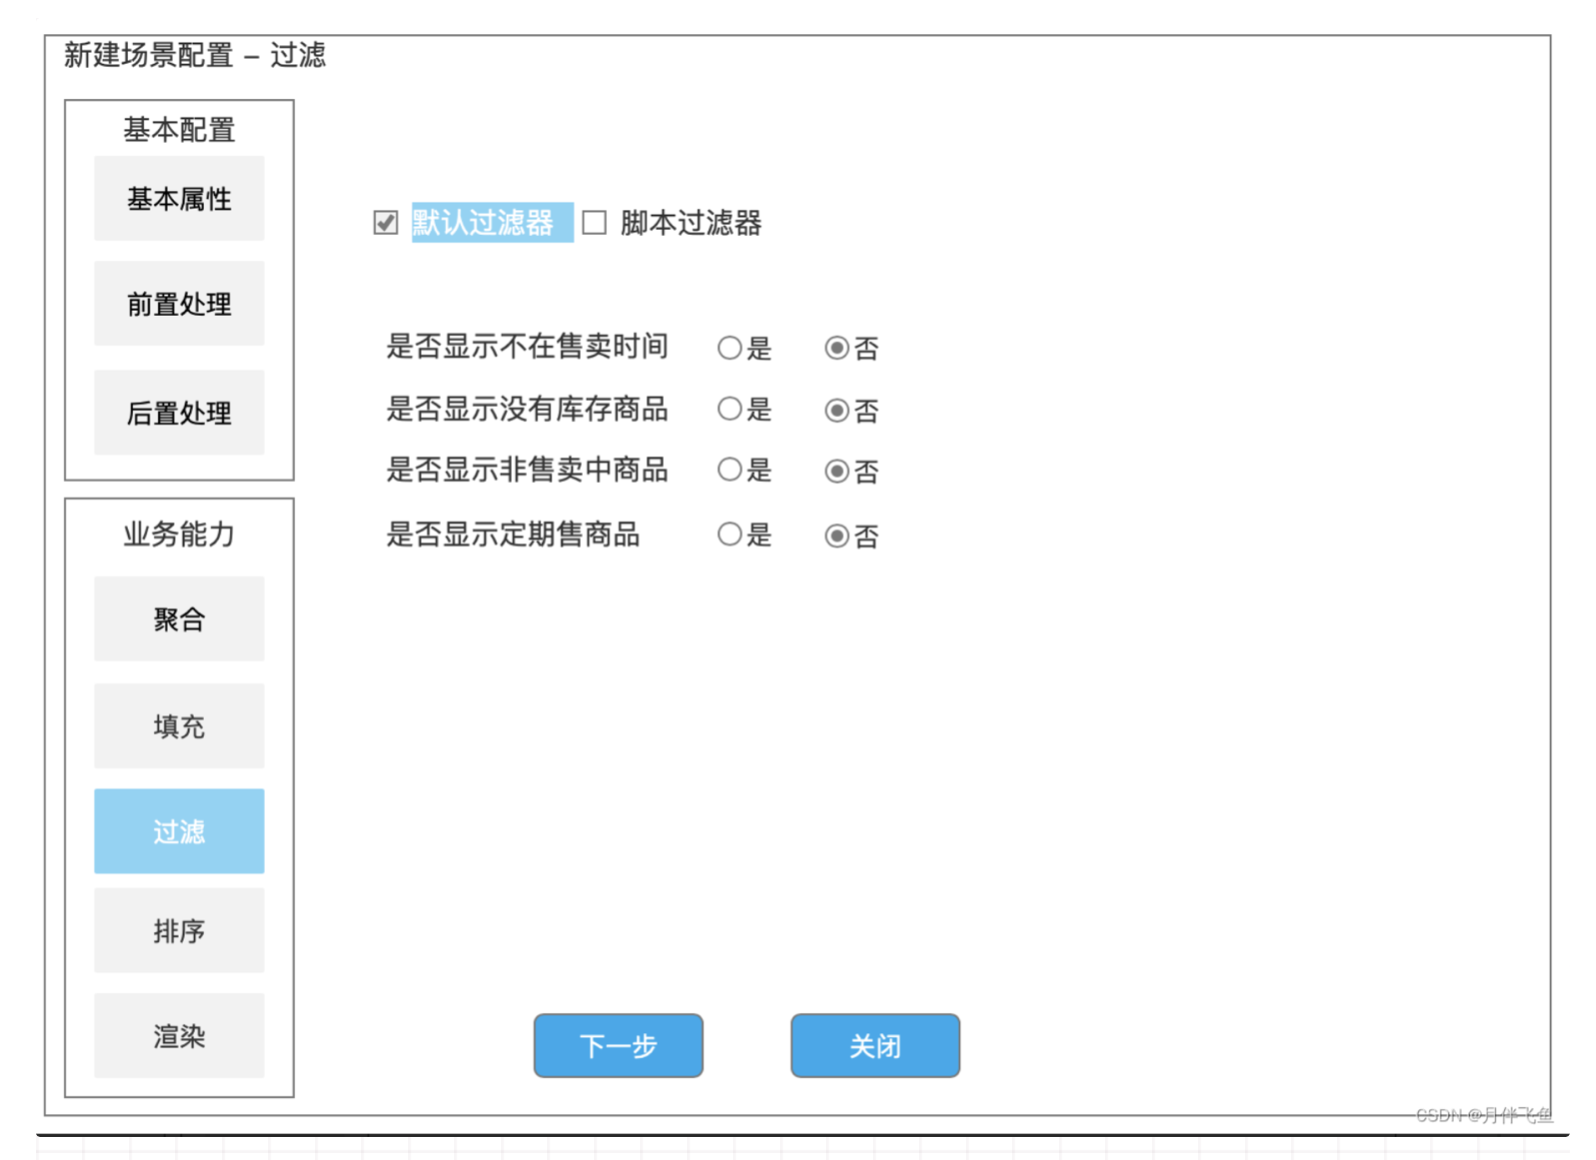 新建场景配置 – 过滤
基本配置
基本属性
前置处理
后置处理
业务能力
聚合
填充
过滤
排序
渲染
默认过滤器 脚本过滤器
是否显示不在售卖时间 是 否
是否显示没有库存商品 是 否
是否显示非售卖中商品 是 否
是否显示定期售商品 是 否
下一步 关闭
CSDN @月伴飞鱼